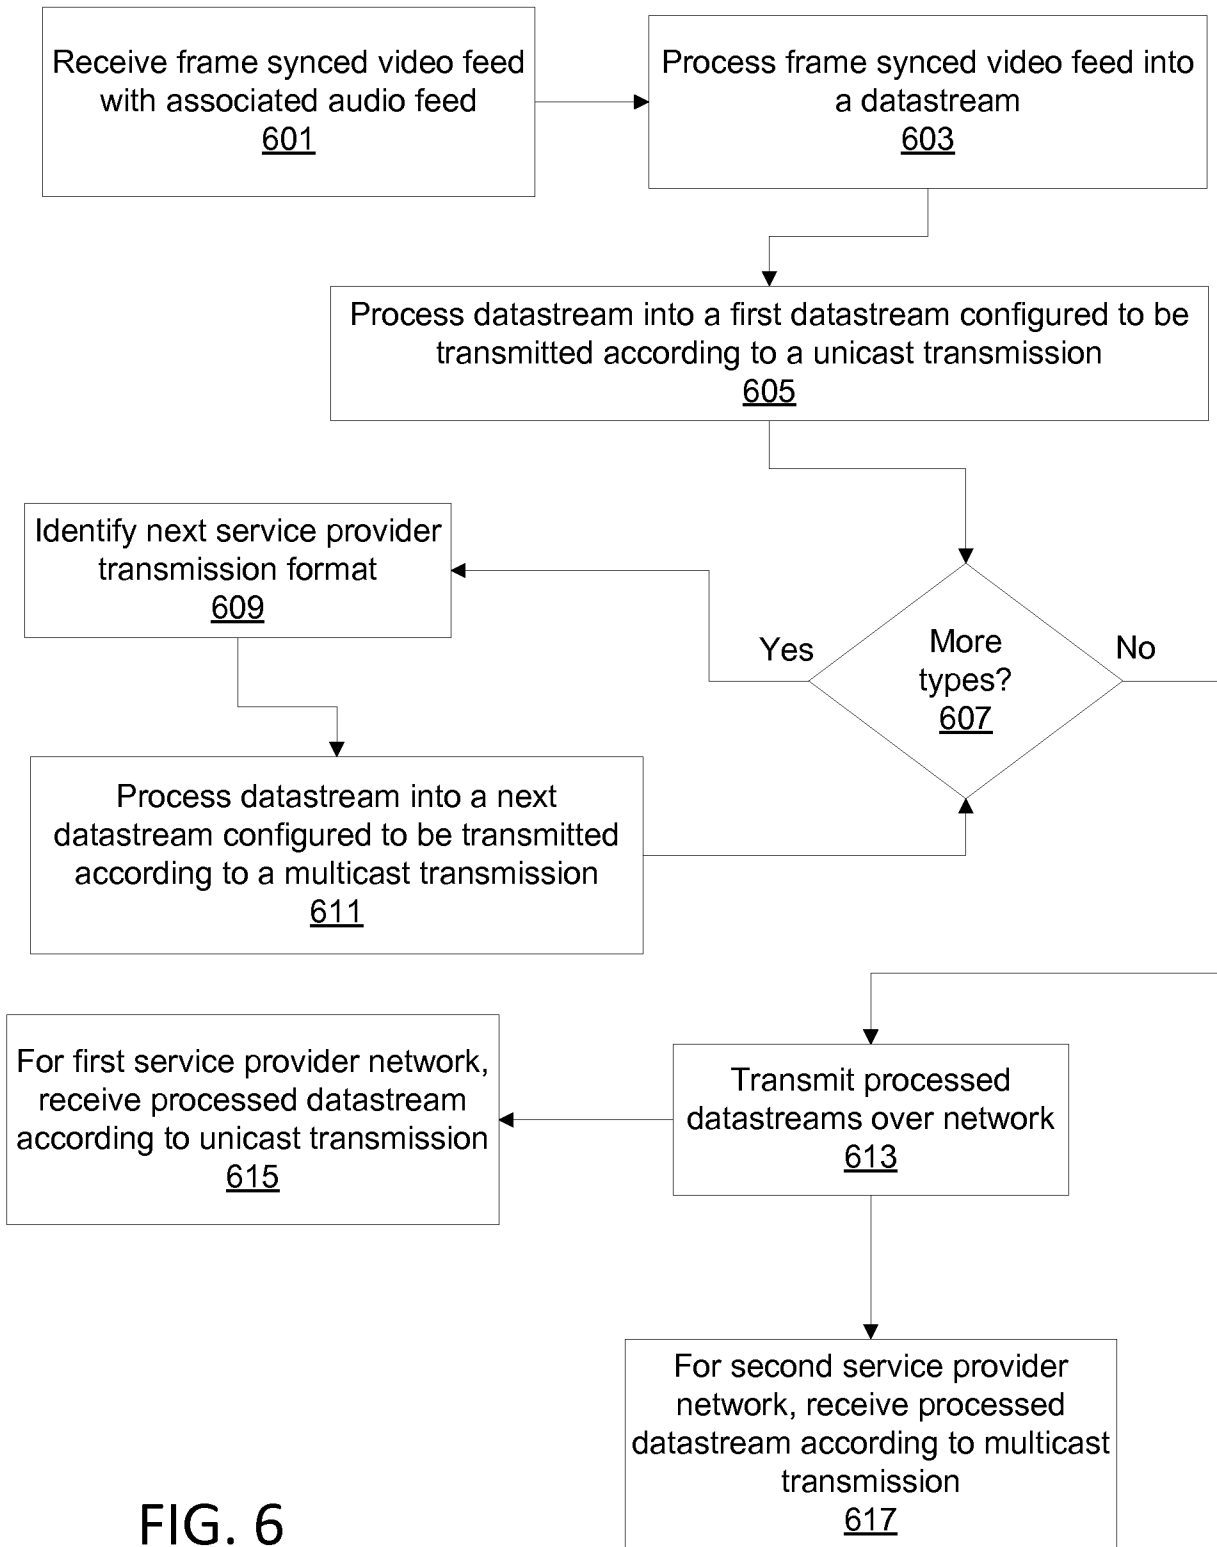 Receive frame synced video feed
with associated audio feed
601
Process frame synced video feed into
a datastream
603
Process datastream into a first datastream configured to be
transmitted according to a unicast transmission
605
More
types?
607
Yes
No
Identify next service provider
transmission format
609
Process datastream into a next
datastream configured to be transmitted
according to a multicast transmission
611
Transmit processed
datastreams over network
613
For first service provider network,
receive processed datastream
according to unicast transmission
615
For second service provider
network, receive processed
datastream according to multicast
transmission
617
FIG. 6